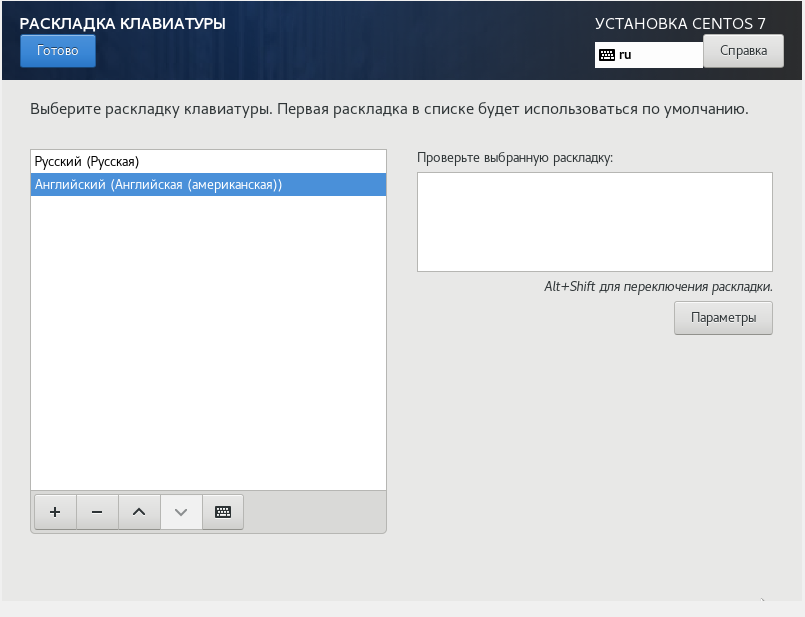 РАСКЛАДКА КЛАВИАТУРЫ
УСТАНОВКА CENTOS 7
Готово
ru
Справка
Выберите раскладку клавиатуры. Первая раскладка в списке будет использоваться по умолчанию.
Русский (Русская)
Английский (Английская (американская))
Проверьте выбранную раскладку:
Alt+Shift для переключения раскладки.
Параметры